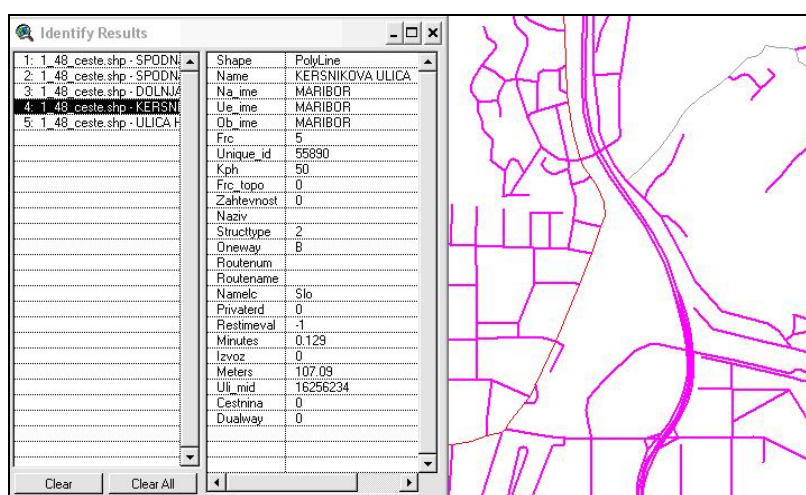 Identify Results
1: 1_48_ceste.shp - SPODN
2: 1_48_ceste.shp - SPODN
3: 1_48_ceste.shp - DOLNJA
4: 1_48_ceste.shp - KERSN
5: 1_48_ceste.shp - ULICA H
Shape PolyLine
Name KERSNIKOVA ULICA
Na_ime MARIBOR
Ue_ime MARIBOR
Ob_ime MARIBOR
Frc 5
Unique_id 55890
Kph 50
Frc_topo 0
Zahtevnost 0
Naziv
Structtype 2
Oneway B
Routenum
Routename
Namelc Slo
Privaterd 0
Restimeval -1
Minutes 0.129
Izvoz 0
Meters 107.09
Uli_mid 16256234
Cestnina 0
Dualway 0
Clear Clear All